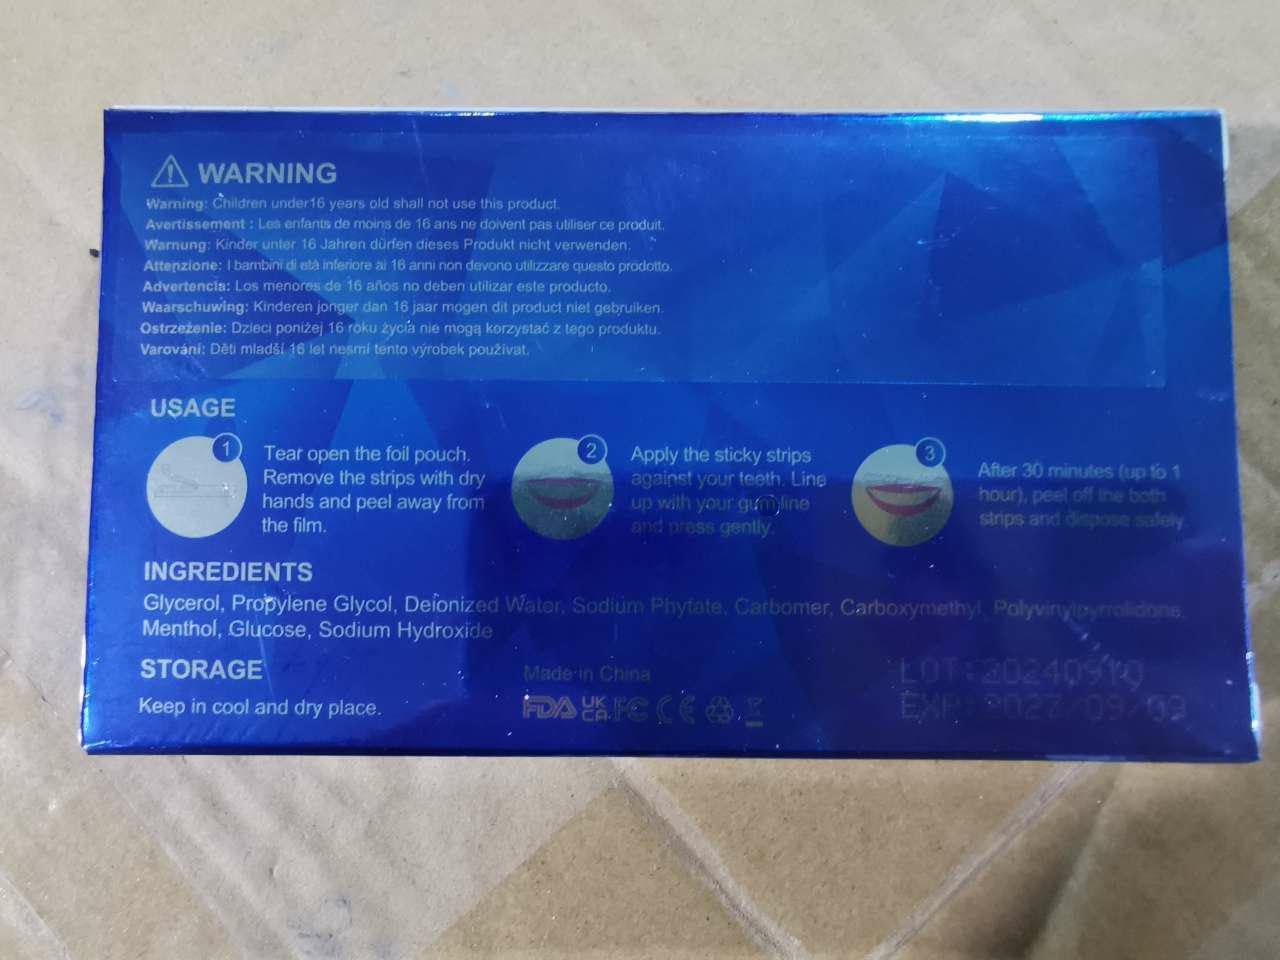 WARNING
Warning: Children under16 years old shall not use this product.
Avertissement : Les enfants de moins de 16 ans ne doivent pas utiliser ce produit.
Warnung: Kinder unter 16 Jahren dürfen dieses Produkt nicht verwenden.
Attenzione: I bambini di età inferiore ai 16 anni non devono utilizzare questo prodotto.
Advertencia: Los menores de 16 años no deben utilizar este producto.
Waarschuwing: Kinderen jonger dan 16 jaar mogen dit product niet gebruiken.
Ostrzeżenie: Dzieci poniżej 16 roku życia nie mogą korzystać z tego produktu.
Varování: Děti mladší 16 let nesmí tento výrobek používat.
USAGE
1
Tear open the foil pouch.
Remove the strips with dry
hands and peel away from
the film.
2
Apply the sticky strips
against your teeth. Line
up with your gum line
and press gently.
3
After 30 minutes (up to 1
hour), peel off the both
strips and dispose safely.
INGREDIENTS
Glycerol, Propylene Glycol, Deionized Water, Sodium Phytate, Carbomer, Carboxymethyl, Polyvinylpyrrolidone,
Menthol, Glucose, Sodium Hydroxide
STORAGE
Keep in cool and dry place.
Made in China
FDA UK CA FC CE
LOT:20240910
EXP:2027/09/09